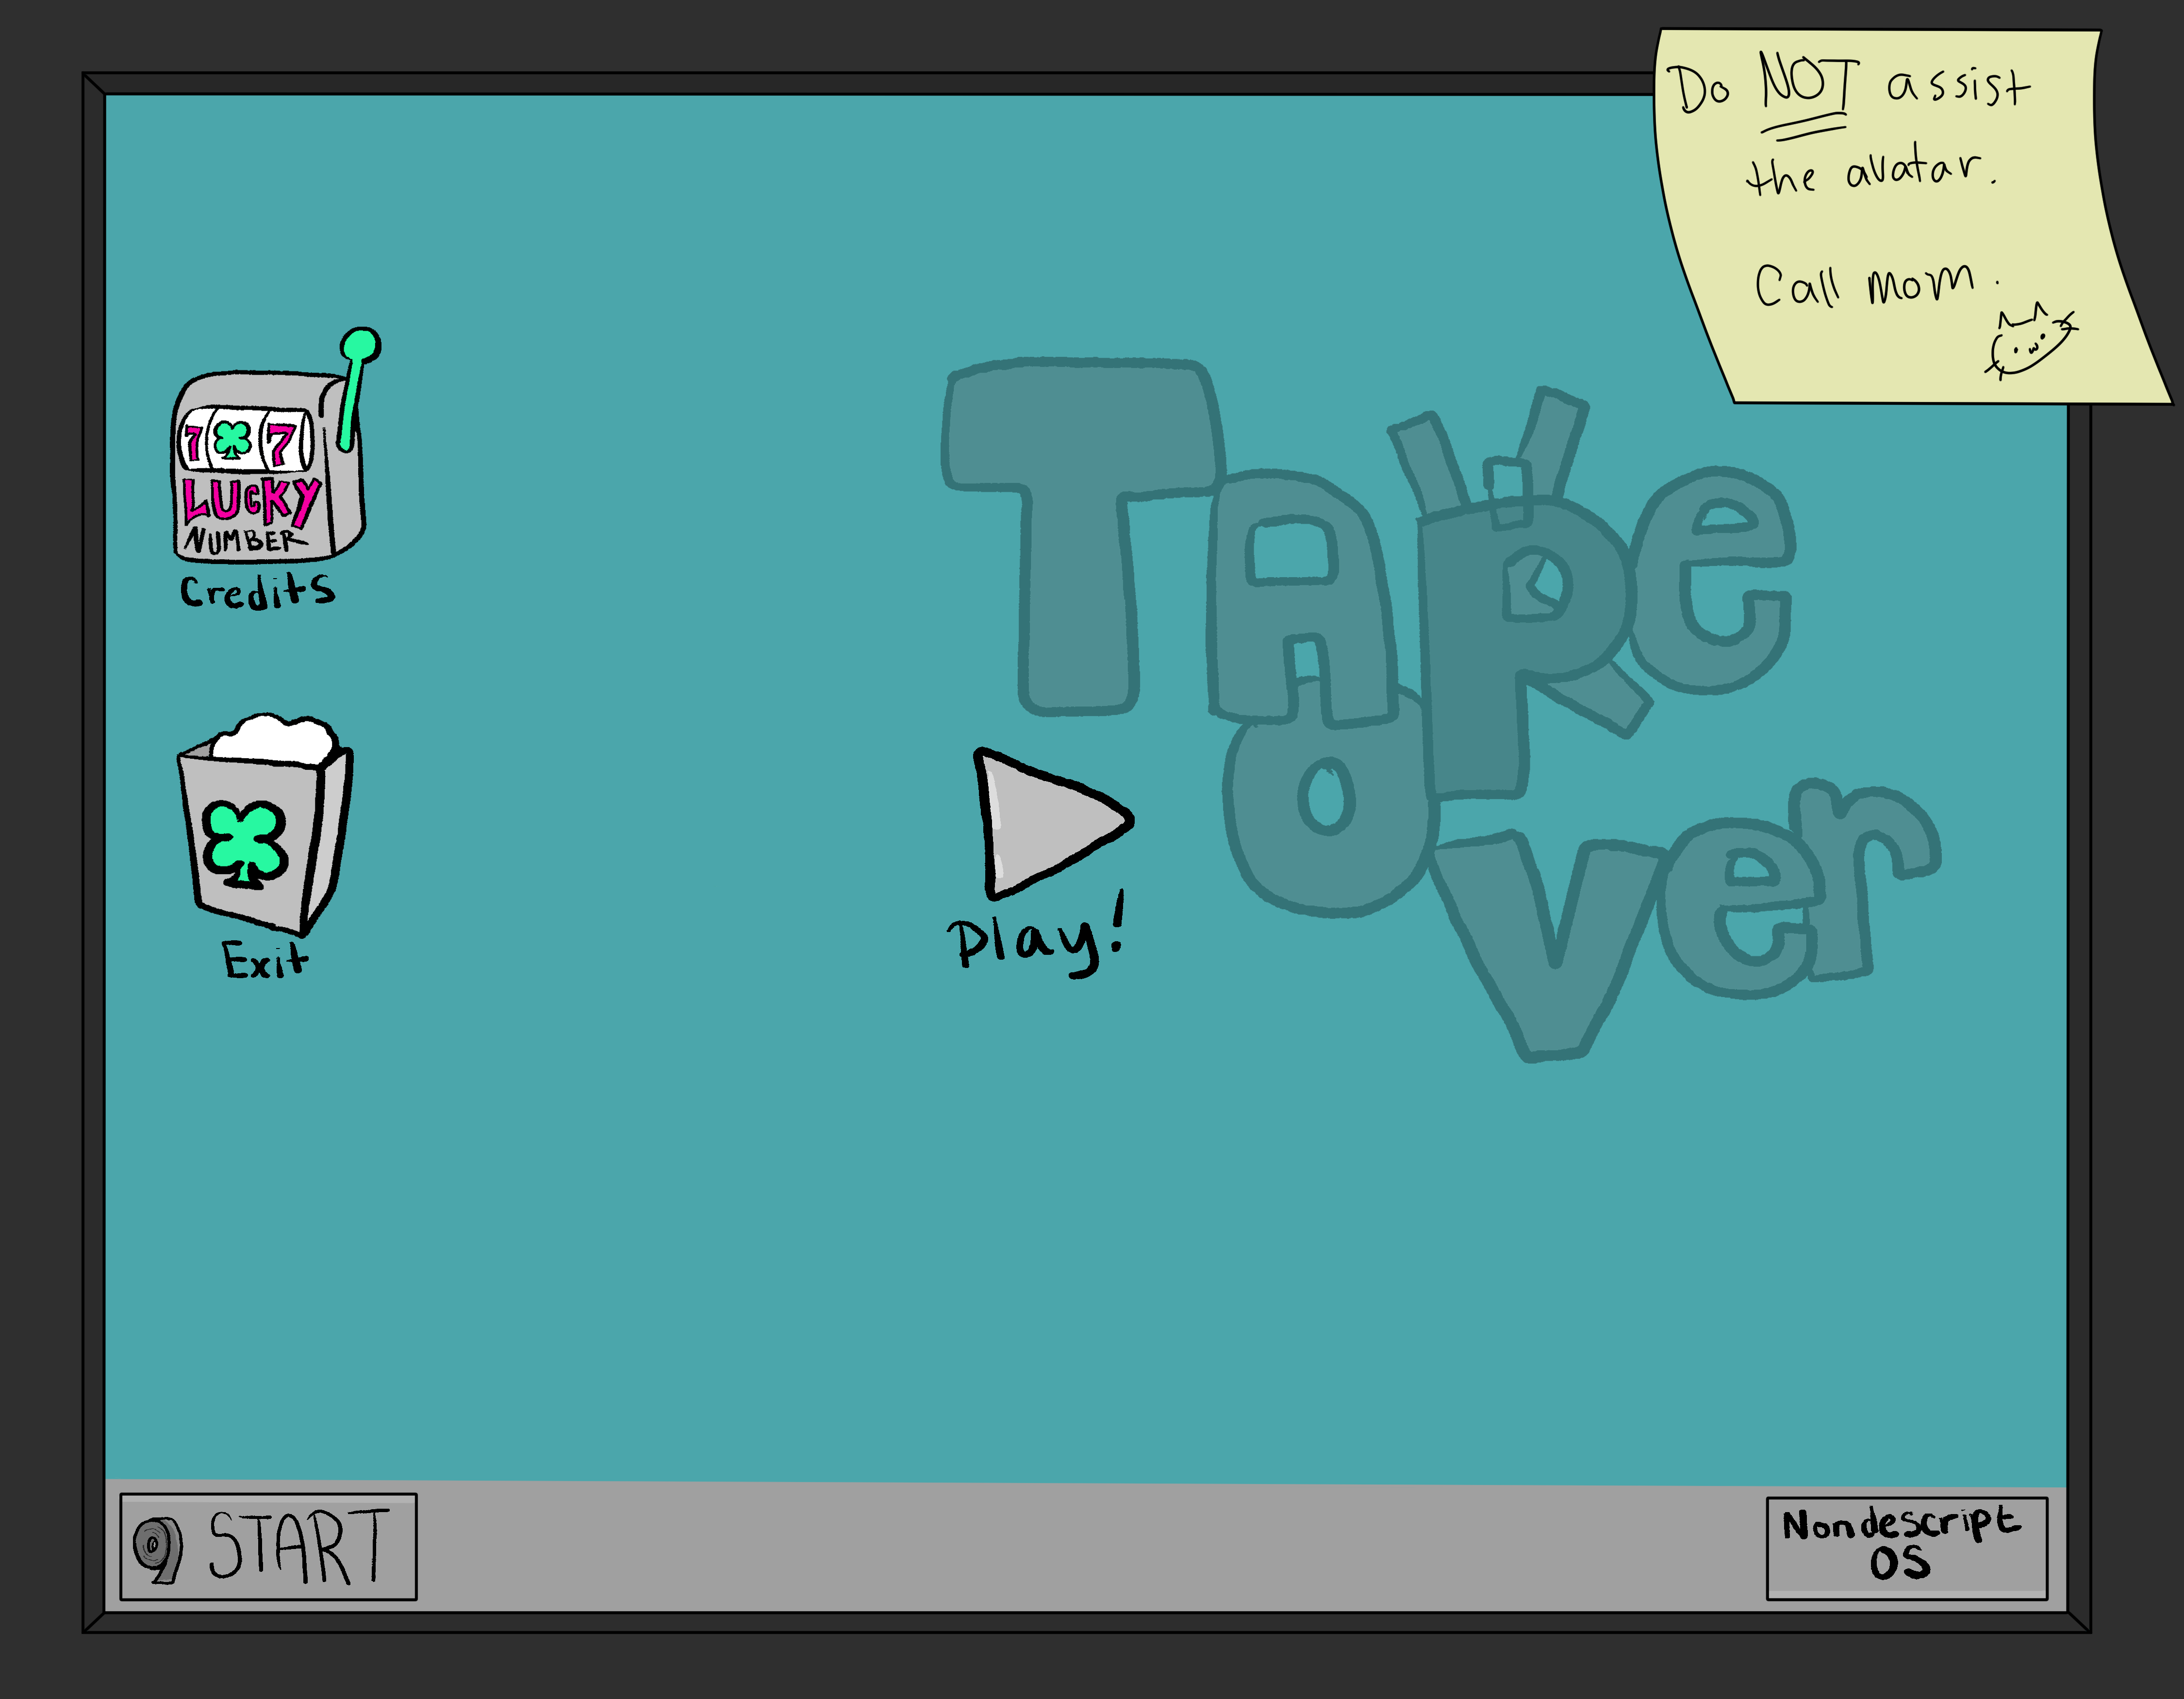 Do NOT assist
the avatar.
Call mom.
TAPe
over
7 7
LUcKy
NUMBER
Credits
Exit
Play!
START
Nondescript
OS